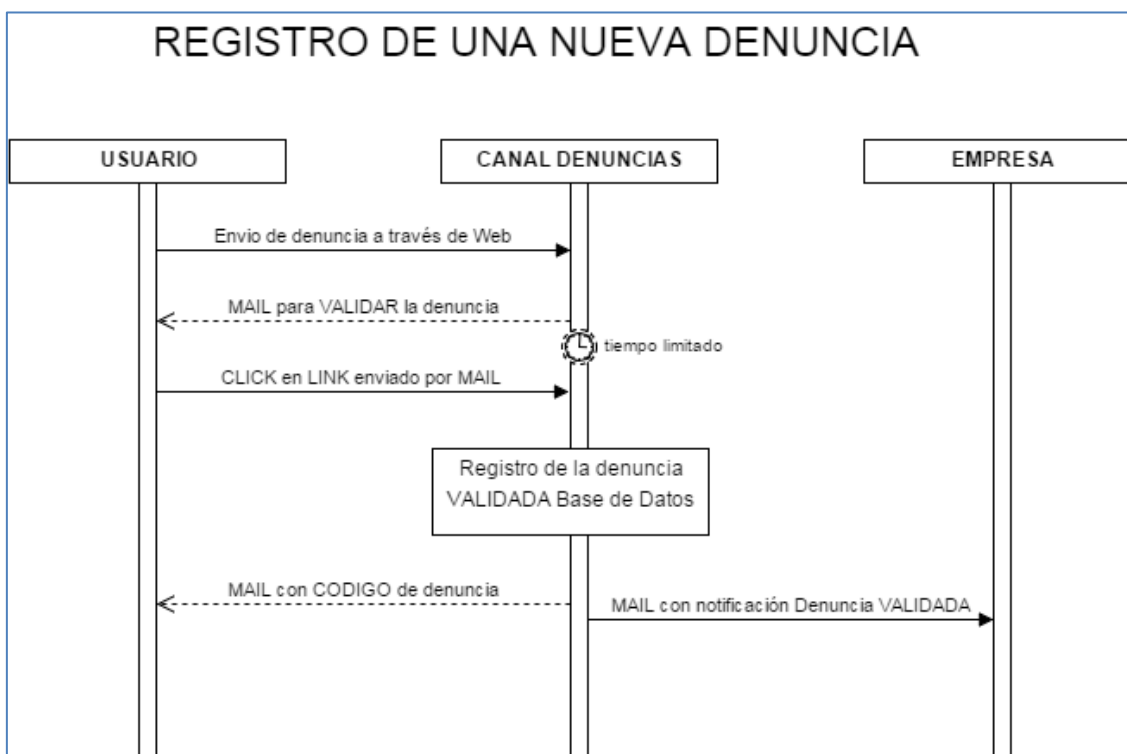 REGISTRO DE UNA NUEVA DENUNCIA
USUARIO
CANAL DENUNCIAS
EMPRESA
Envio de denuncia a través de Web
MAIL para VALIDAR la denuncia
tiempo limitado
CLICK en LINK enviado por MAIL
Registro de la denuncia
VALIDADA Base de Datos
MAIL con CODIGO de denuncia
MAIL con notificación Denuncia VALIDADA